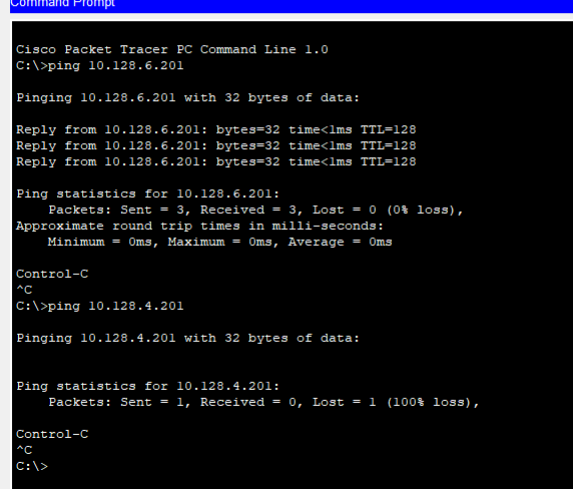 Command Prompt
Cisco Packet Tracer PC Command Line 1.0
C:\>ping 10.128.6.201
Pinging 10.128.6.201 with 32 bytes of data:
Reply from 10.128.6.201: bytes=32 time<1ms TTL=128
Reply from 10.128.6.201: bytes=32 time<1ms TTL=128
Reply from 10.128.6.201: bytes=32 time<1ms TTL=128
Ping statistics for 10.128.6.201:
    Packets: Sent = 3, Received = 3, Lost = 0 (0% loss),
Approximate round trip times in milli-seconds:
    Minimum = 0ms, Maximum = 0ms, Average = 0ms
Control-C
^C
C:\>ping 10.128.4.201
Pinging 10.128.4.201 with 32 bytes of data:
Ping statistics for 10.128.4.201:
    Packets: Sent = 1, Received = 0, Lost = 1 (100% loss),
Control-C
^C
C:\>